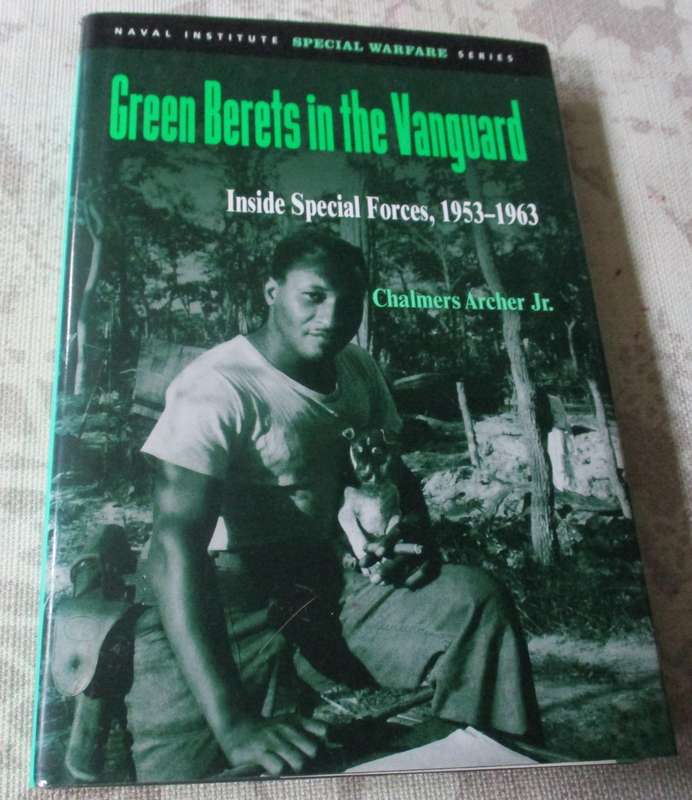 NAVAL INSTITUTE SPECIAL WARFARE SERIES
Green Berets in the Vanguard
Inside Special Forces, 1953–1963
Chalmers Archer Jr.